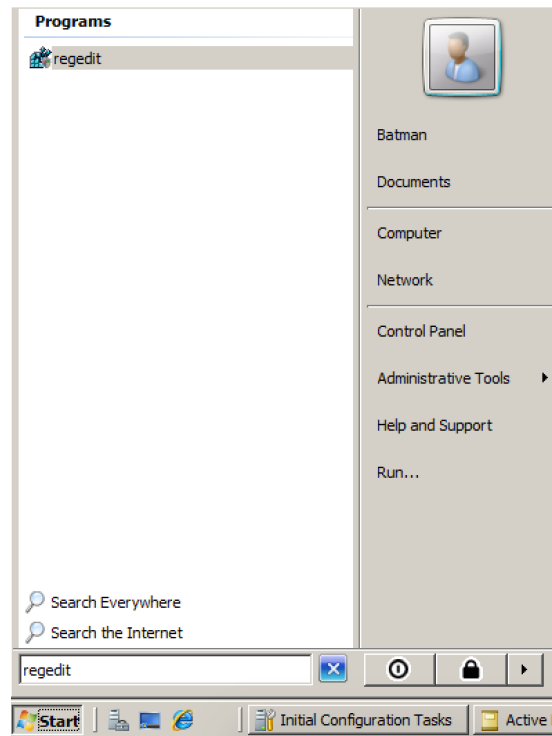 Programs
regedit
Batman
Documents
Computer
Network
Control Panel
Administrative Tools
Help and Support
Run...
Search Everywhere
Search the Internet
regedit
Start
Initial Configuration Tasks
Active